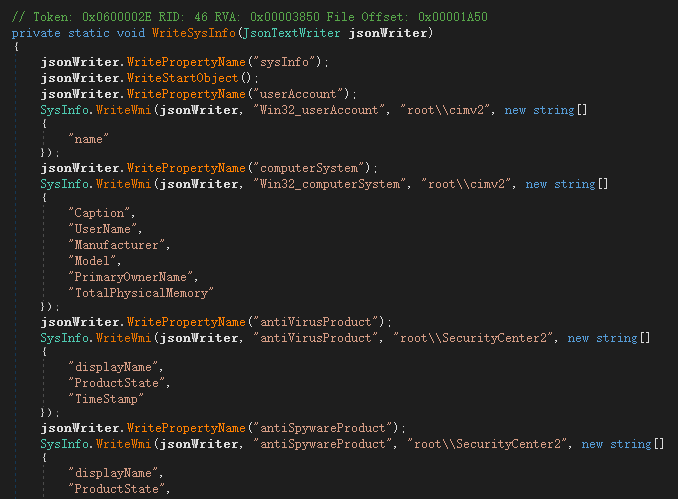 // Token: 0x0600002E RID: 46 RVA: 0x00003850 File Offset: 0x00001A50
private static void WriteSysInfo(JsonTextWriter jsonWriter)
{
    jsonWriter.WritePropertyName("sysInfo");
    jsonWriter.WriteStartObject();
    jsonWriter.WritePropertyName("userAccount");
    SysInfo.WriteWmi(jsonWriter, "Win32_userAccount", "root\\cimv2", new string[]
    {
        "name"
    });
    jsonWriter.WritePropertyName("computerSystem");
    SysInfo.WriteWmi(jsonWriter, "Win32_computerSystem", "root\\cimv2", new string[]
    {
        "Caption",
        "UserName",
        "Manufacturer",
        "Model",
        "PrimaryOwnerName",
        "TotalPhysicalMemory"
    });
    jsonWriter.WritePropertyName("antiVirusProduct");
    SysInfo.WriteWmi(jsonWriter, "antiVirusProduct", "root\\SecurityCenter2", new string[]
    {
        "displayName",
        "ProductState",
        "TimeStamp"
    });
    jsonWriter.WritePropertyName("antiSpywareProduct");
    SysInfo.WriteWmi(jsonWriter, "antiSpywareProduct", "root\\SecurityCenter2", new string[]
    {
        "displayName",
        "ProductState",